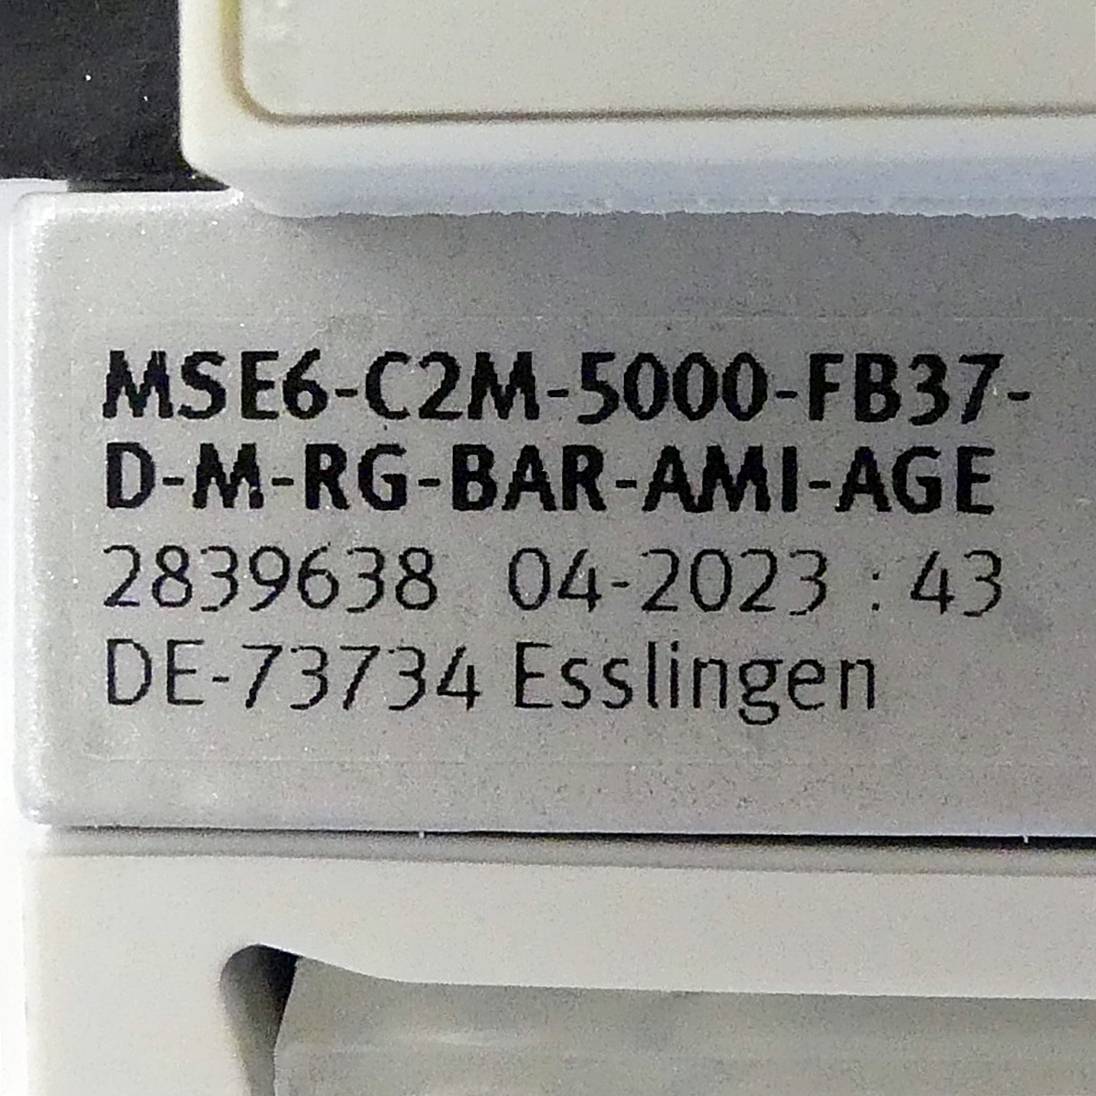 MSE6-C2M-5000-FB37-
D-M-RG-BAR-AMI-AGE
2839638 04-2023 : 43
DE-73734 Esslingen